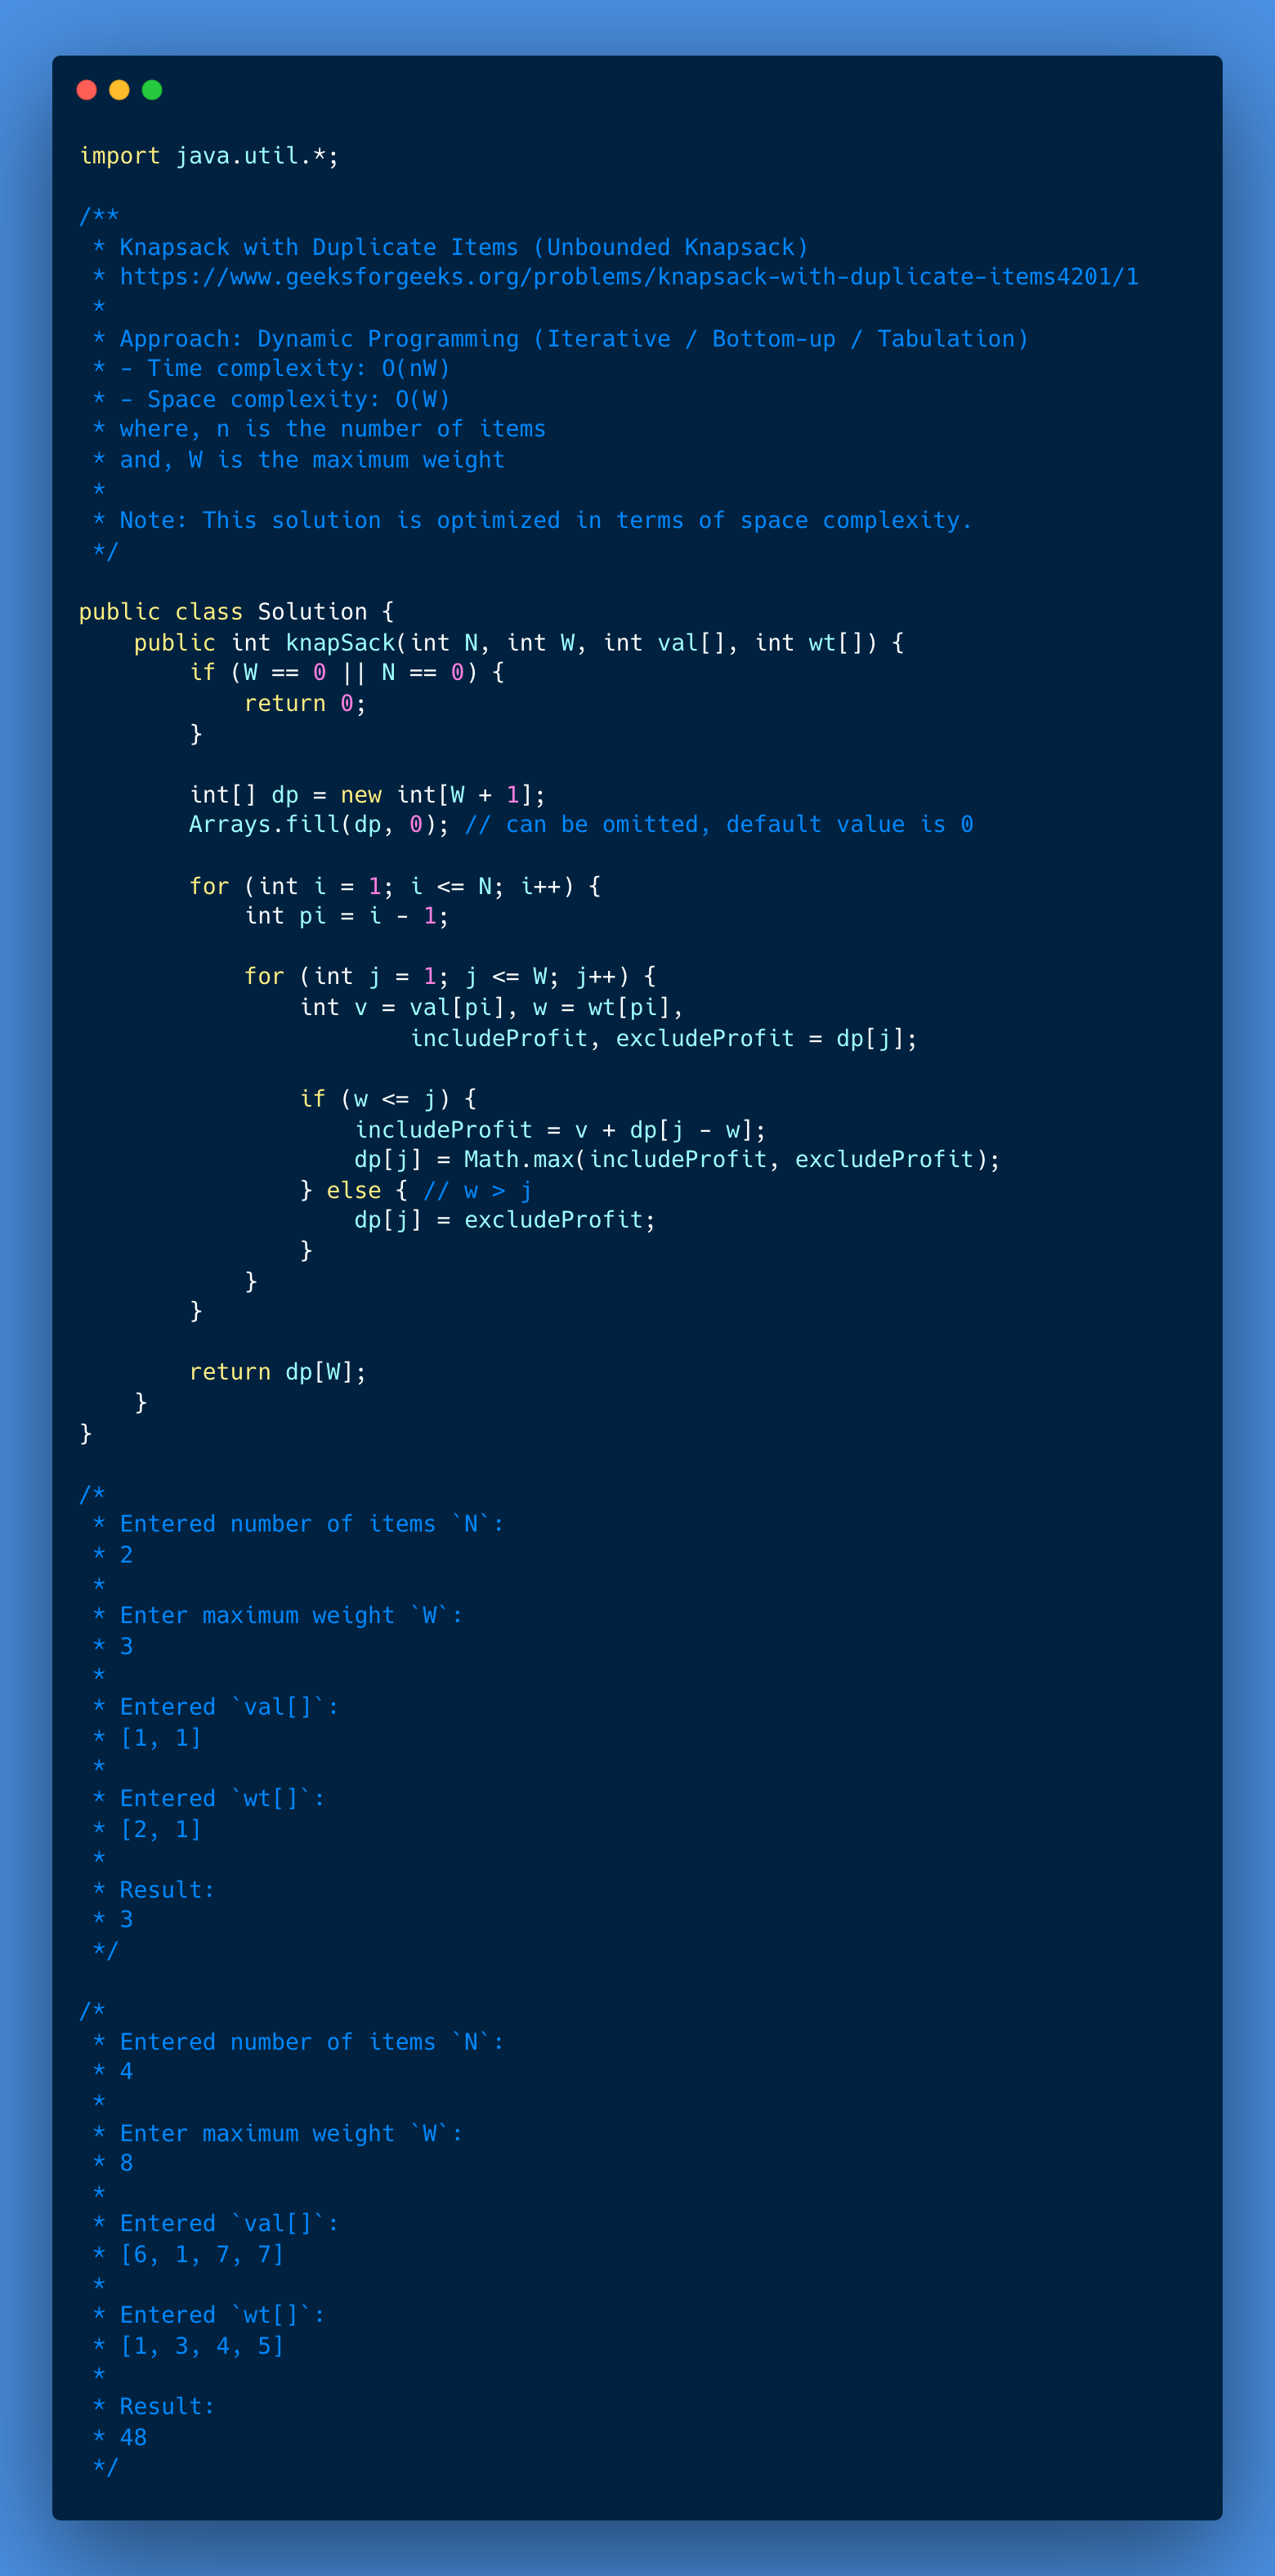 import java.util.*;

/**
 * Knapsack with Duplicate Items (Unbounded Knapsack)
 * https://www.geeksforgeeks.org/problems/knapsack-with-duplicate-items4201/1
 *
 * Approach: Dynamic Programming (Iterative / Bottom-up / Tabulation)
 * - Time complexity: O(nW)
 * - Space complexity: O(W)
 * where, n is the number of items
 * and, W is the maximum weight
 *
 * Note: This solution is optimized in terms of space complexity.
 */

public class Solution {
    public int knapSack(int N, int W, int val[], int wt[]) {
        if (W == 0 || N == 0) {
            return 0;
        }

        int[] dp = new int[W + 1];
        Arrays.fill(dp, 0); // can be omitted, default value is 0

        for (int i = 1; i <= N; i++) {
            int pi = i - 1;

            for (int j = 1; j <= W; j++) {
                int v = val[pi], w = wt[pi],
                        includeProfit, excludeProfit = dp[j];

                if (w <= j) {
                    includeProfit = v + dp[j - w];
                    dp[j] = Math.max(includeProfit, excludeProfit);
                } else { // w > j
                    dp[j] = excludeProfit;
                }
            }
        }

        return dp[W];
    }
}

/*
 * Entered number of items `N`:
 * 2
 *
 * Enter maximum weight `W`:
 * 3
 *
 * Entered `val[]`:
 * [1, 1]
 *
 * Entered `wt[]`:
 * [2, 1]
 *
 * Result:
 * 3
 */

/*
 * Entered number of items `N`:
 * 4
 *
 * Enter maximum weight `W`:
 * 8
 *
 * Entered `val[]`:
 * [6, 1, 7, 7]
 *
 * Entered `wt[]`:
 * [1, 3, 4, 5]
 *
 * Result:
 * 48
 */